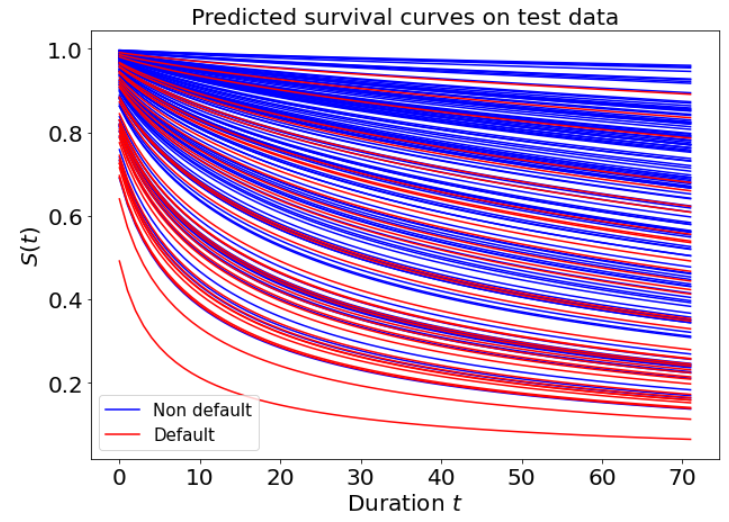 Predicted survival curves on test data
1.0
0.8
0.6
0.4
0.2
S(t)
Non default
Default
0 10 20 30 40 50 60 70
Duration t